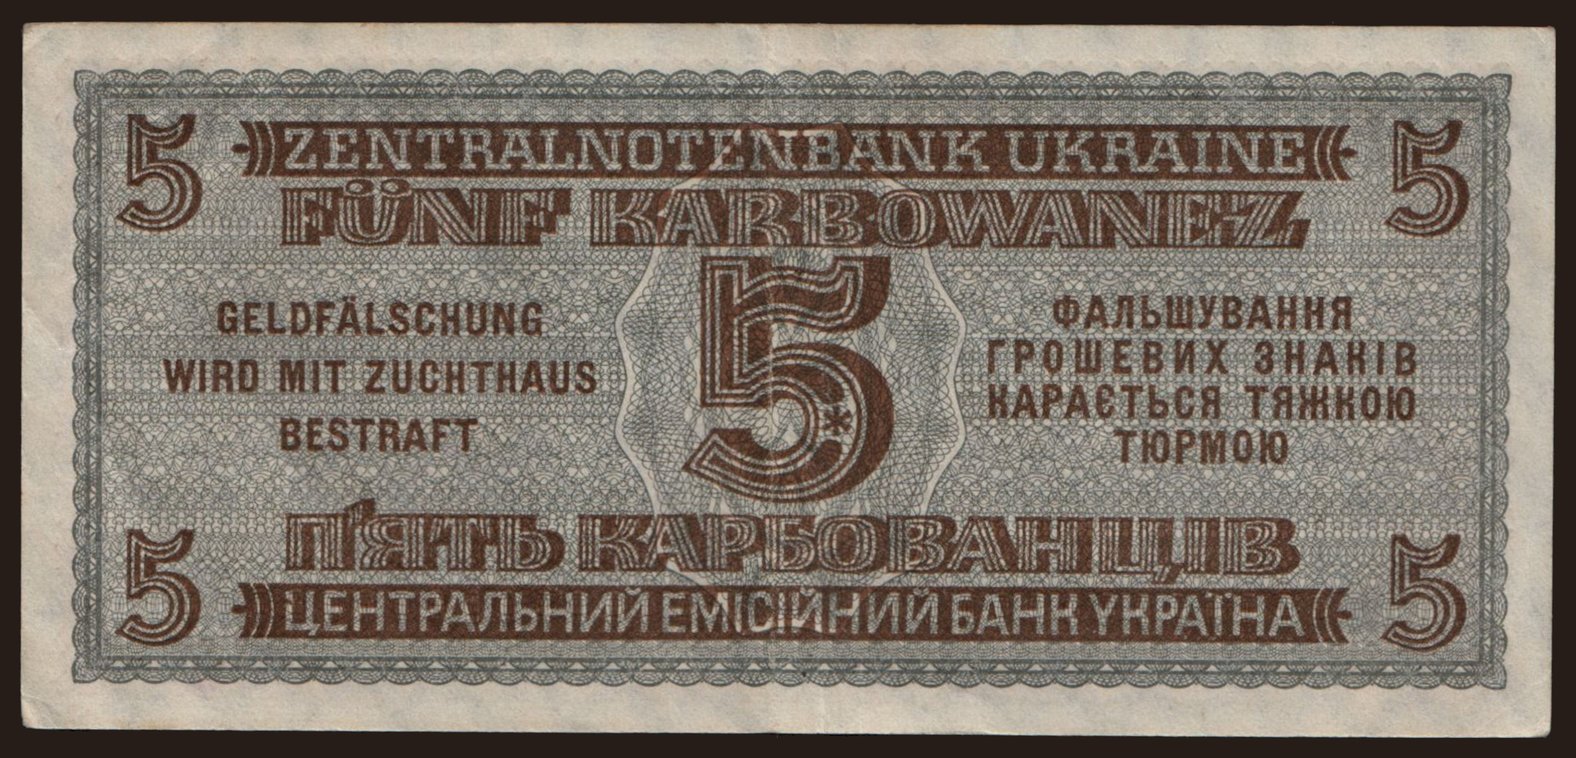 5 ZENTRALNOTENBANK UKRAINE 5
FÜNF KARBOWANEZ
5
GELDFÄLSCHUNG
WIRD MIT ZUCHTHAUS
BESTRAFT
ФАЛЬШУВАННЯ
ГРОШЕВИХ ЗНАКІВ
КАРАЄТЬСЯ ТЯЖКОЮ
ТЮРМОЮ
П'ЯТЬ КАРБОВАНЦІВ
5 ЦЕНТРАЛЬНИЙ ЕМІСІЙНИЙ БАНК УКРАЇНА 5